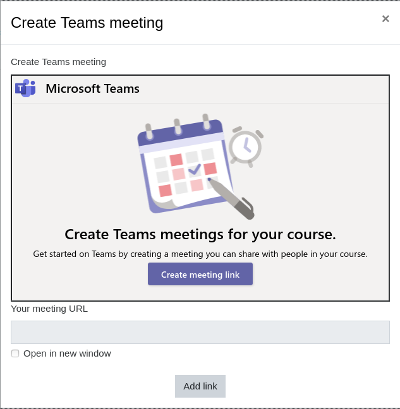 Create Teams meeting
×
Create Teams meeting
Microsoft Teams
Create Teams meetings for your course.
Get started on Teams by creating a meeting you can share with people in your course.
Create meeting link
Your meeting URL
Open in new window
Add link